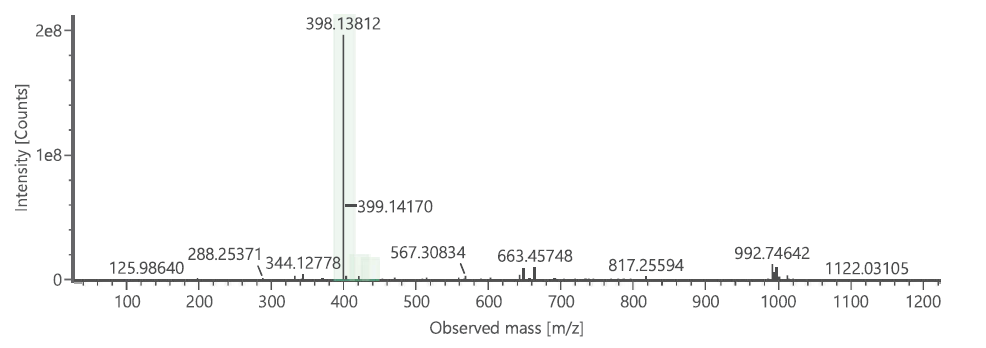 398.13812
2e8
Intensity [Counts]
1e8
399.14170
125.98640 288.25371 344.12778 567.30834 663.45748 817.25594 992.74642 1122.03105
0
100 200 300 400 500 600 700 800 900 1000 1100 1200
Observed mass [m/z]